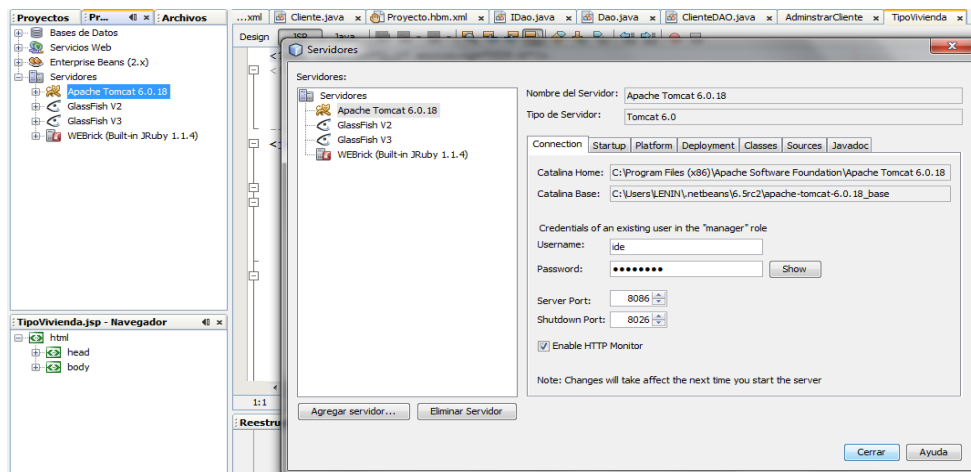 Proyectos
Pr...
Archivos
Bases de Datos
Servicios Web
Enterprise Beans (2.x)
Servidores
Apache Tomcat 6.0.18
GlassFish V2
GlassFish V3
WEBrick (Built-in JRuby 1.1.4)
TipoVivienda.jsp - Navegador
html
head
body
...xml
Cliente.java
Proyecto.hbm.xml
IDao.java
Dao.java
ClienteDAO.java
AdminstrarCliente
TipoVivienda
Design
1:1
Reestru
Servidores
Servidores:
Servidores
Apache Tomcat 6.0.18
GlassFish V2
GlassFish V3
WEBrick (Built-in JRuby 1.1.4)
Agregar servidor...
Eliminar Servidor
Nombre del Servidor:
Apache Tomcat 6.0.18
Tipo de Servidor:
Tomcat 6.0
Connection
Startup
Platform
Deployment
Classes
Sources
Javadoc
Catalina Home:
C:\Program Files (x86)\Apache Software Foundation\Apache Tomcat 6.0.18
Catalina Base:
C:\Users\LENIN\.netbeans\6.5rc2\apache-tomcat-6.0.18_base
Credentials of an existing user in the "manager" role
Username:
ide
Password:
●●●●●●●●
Show
Server Port:
8086
Shutdown Port:
8026
Enable HTTP Monitor
Note: Changes will take affect the next time you start the server
Cerrar
Ayuda